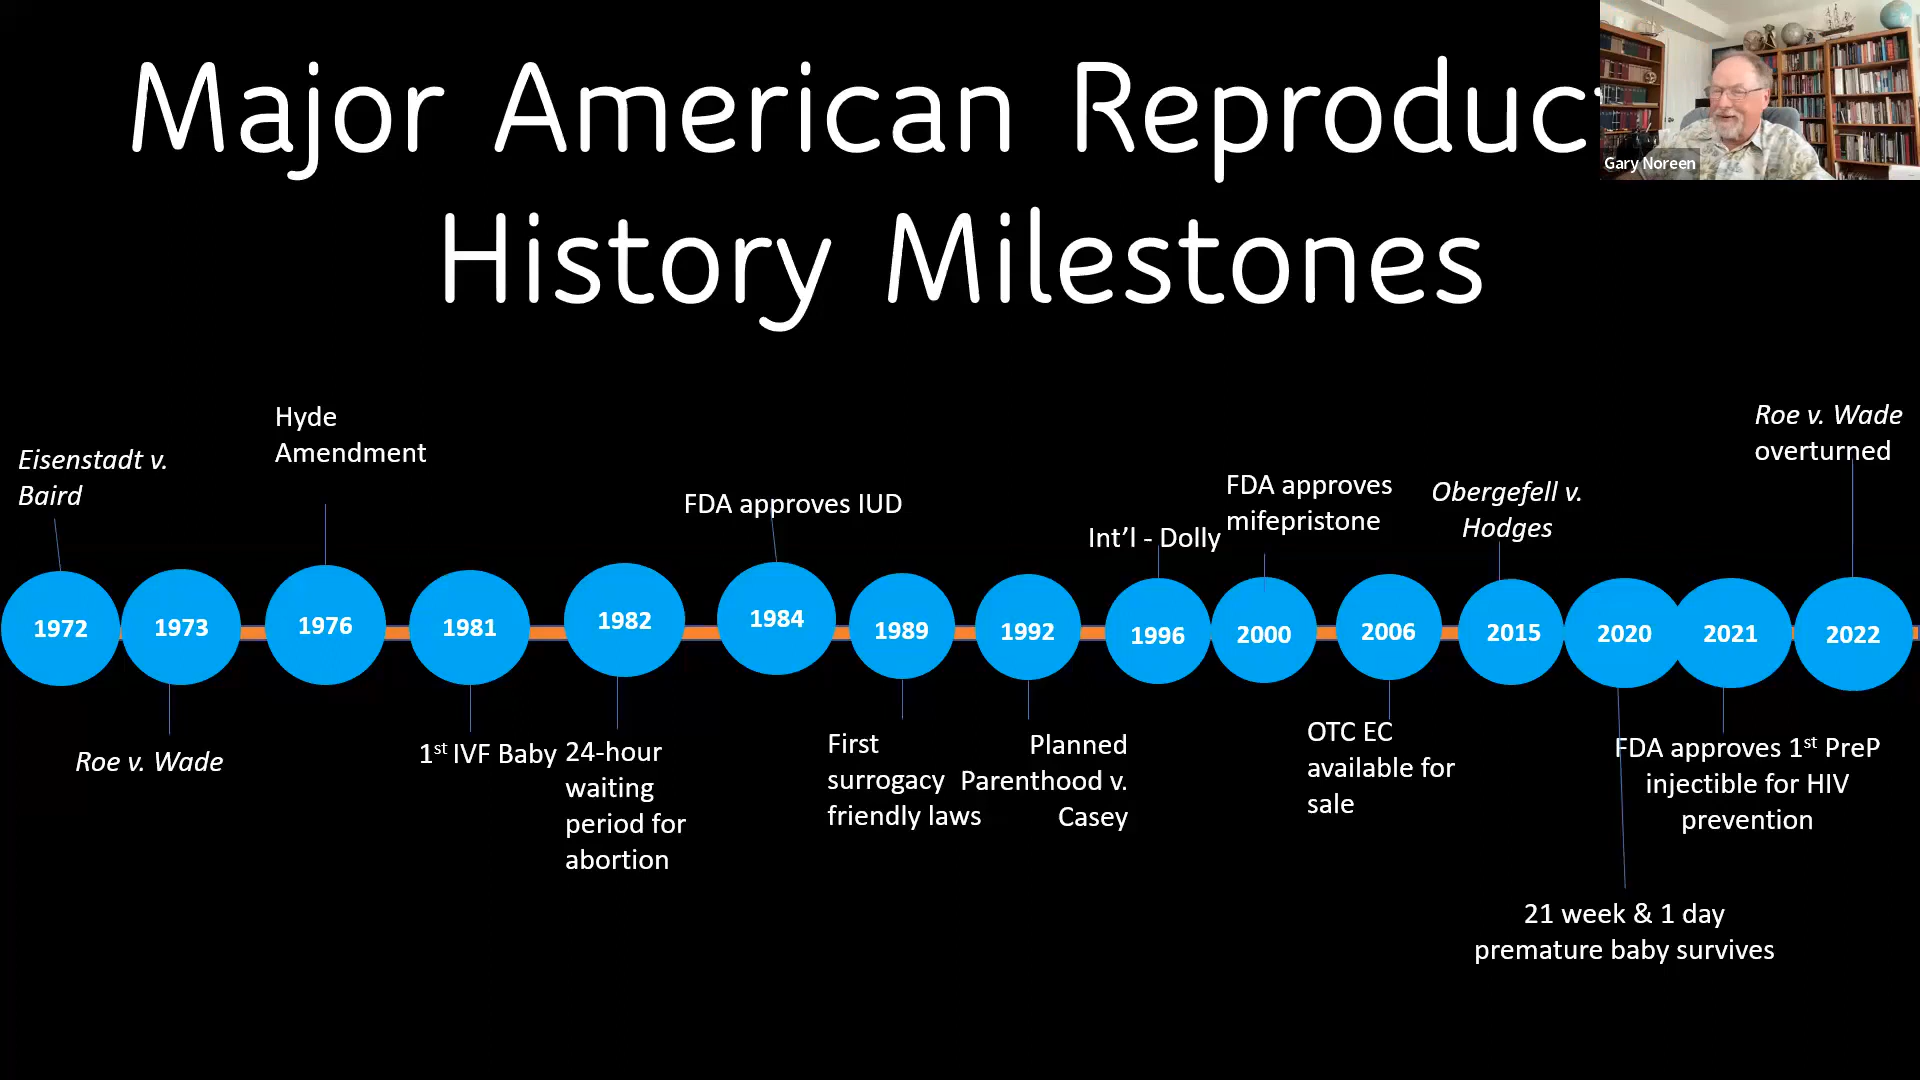 Major American Reproduc
History Milestones
Gary Noreen
Eisenstadt v.
Baird
Hyde
Amendment
FDA approves IUD
Int’l - Dolly
FDA approves
mifepristone
Obergefell v.
Hodges
Roe v. Wade
overturned
1972
1973
1976
1981
1982
1984
1989
1992
1996
2000
2006
2015
2020
2021
2022
Roe v. Wade
1st IVF Baby
24-hour
waiting
period for
abortion
First
surrogacy
friendly laws
Planned
Parenthood v.
Casey
OTC EC
available for
sale
FDA approves 1st PreP
injectible for HIV
prevention
21 week & 1 day
premature baby survives